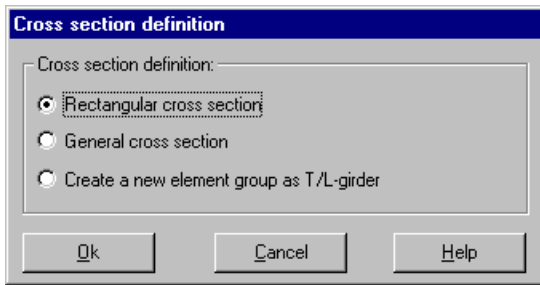 Cross section definition
Cross section definition:
Rectangular cross section
General cross section
Create a new element group as T/L-girder
Ok Cancel Help